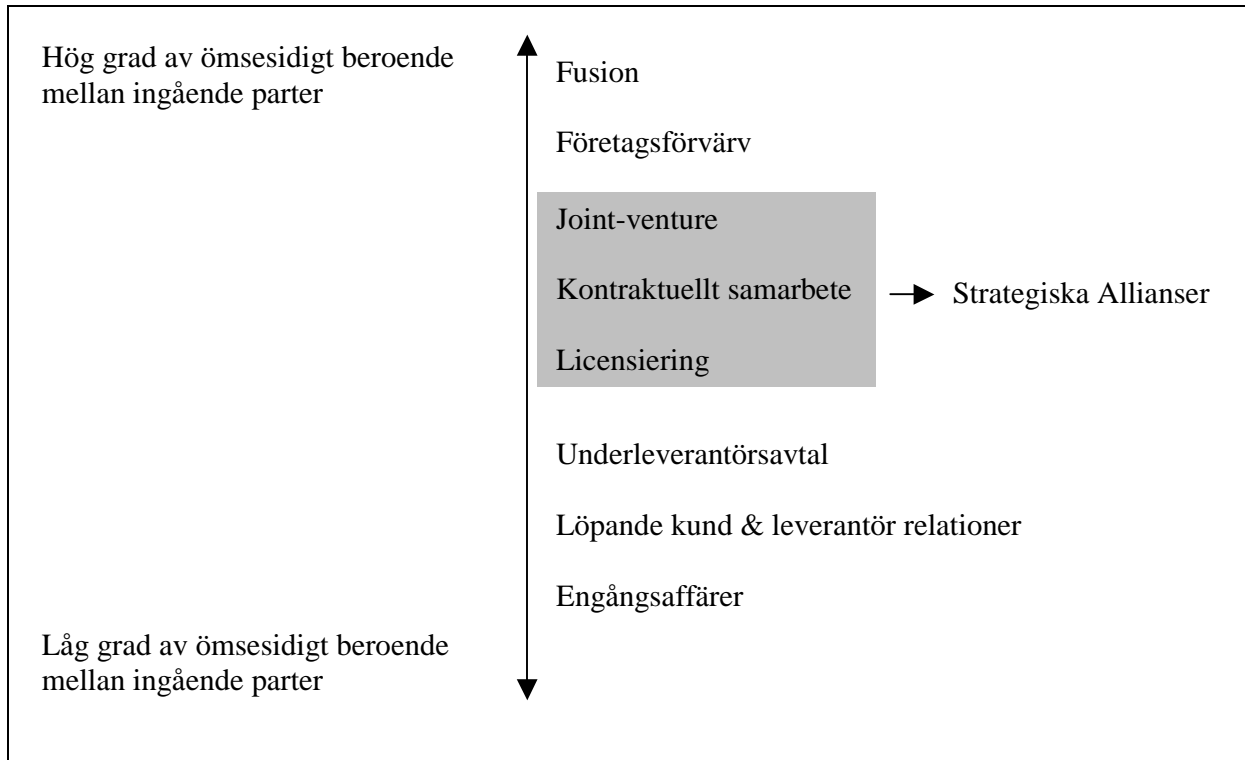 Hög grad av ömsesidigt beroende
mellan ingående parter
Fusion
Företagsförvärv
Joint-venture
Kontraktuellt samarbete
Strategiska Allianser
Licensiering
Underleverantörsavtal
Löpande kund & leverantör relationer
Engångsaffärer
Låg grad av ömsesidigt beroende
mellan ingående parter